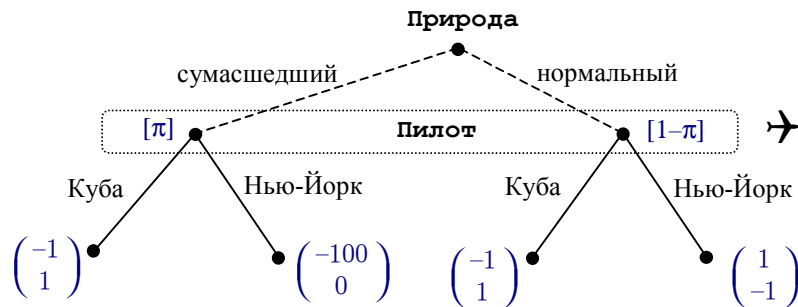 Природа
сумасшедший нормальный
[π] Пилот [1–π]
Куба Нью-Йорк Куба Нью-Йорк
(–1 1) (–100 0) (–1 1) (1 –1)